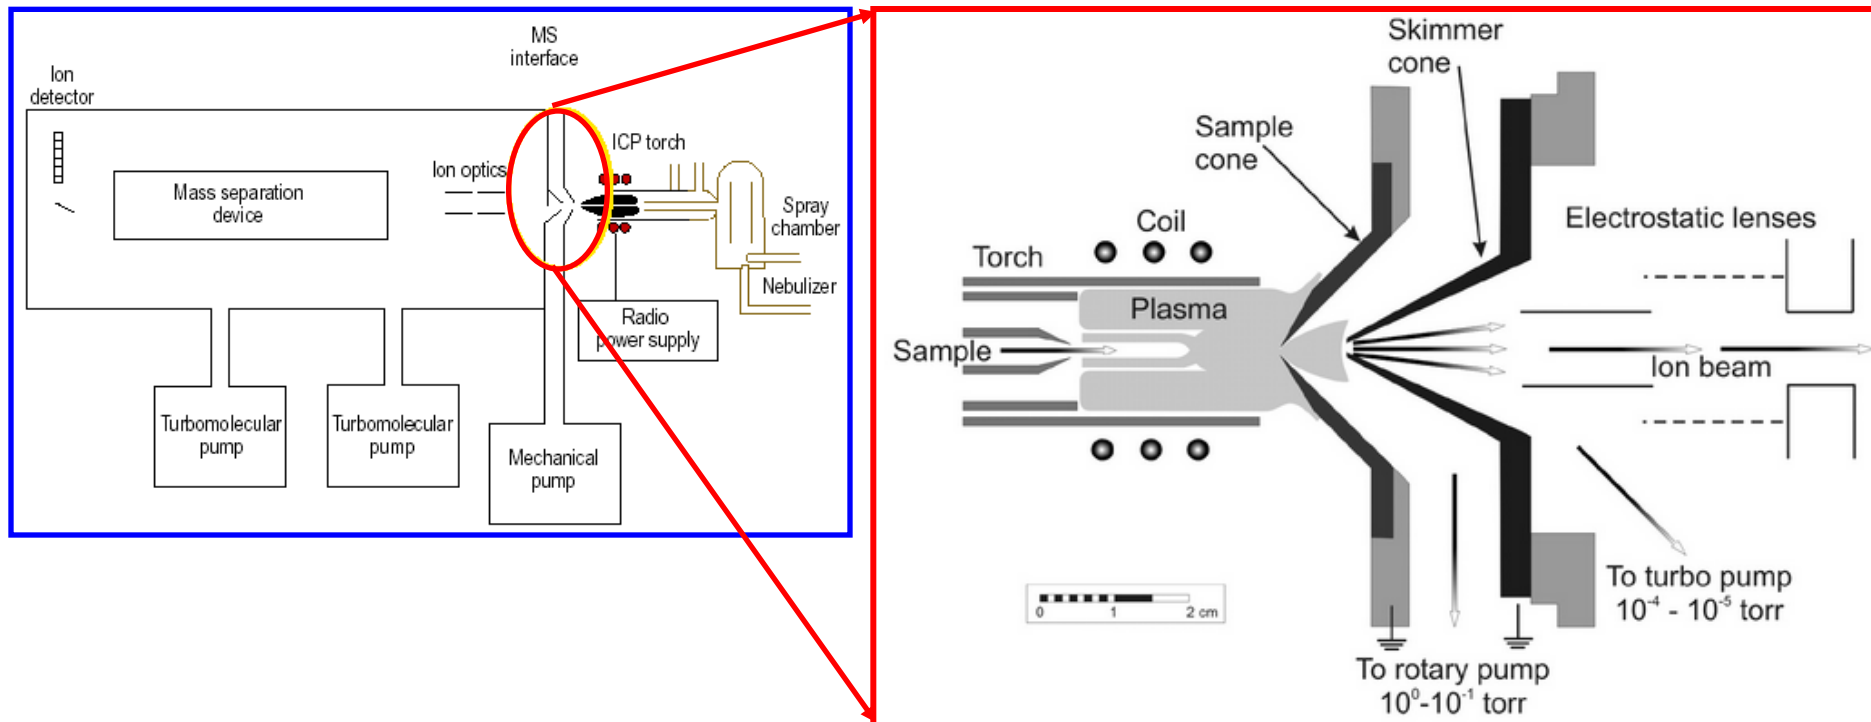 MS
interface
Ion
detector
ICP torch
Ion optics
Mass separation
device
Spray
chamber
Nebulizer
Radio
power supply
Turbomolecular
pump
Turbomolecular
pump
Mechanical
pump
Skimmer
cone
Sample
cone
Electrostatic lenses
Coil
Torch
Plasma
Sample
Ion beam
0 1 2 cm
To turbo pump
10⁻⁴ - 10⁻⁵ torr
To rotary pump
10⁰-10⁻¹ torr